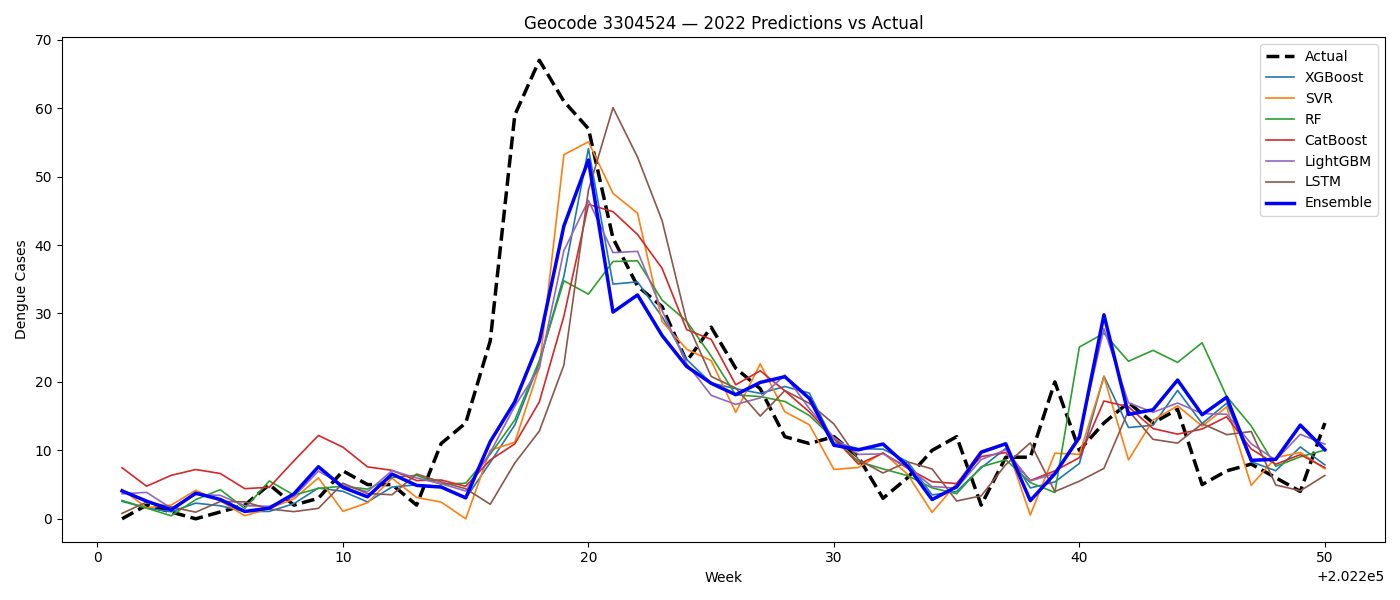 Geocode 3304524 — 2022 Predictions vs Actual
Dengue Cases
70
60
50
40
30
20
10
0
Actual
XGBoost
SVR
RF
CatBoost
LightGBM
LSTM
Ensemble
0
10
20
30
40
50
+2.022e5
Week